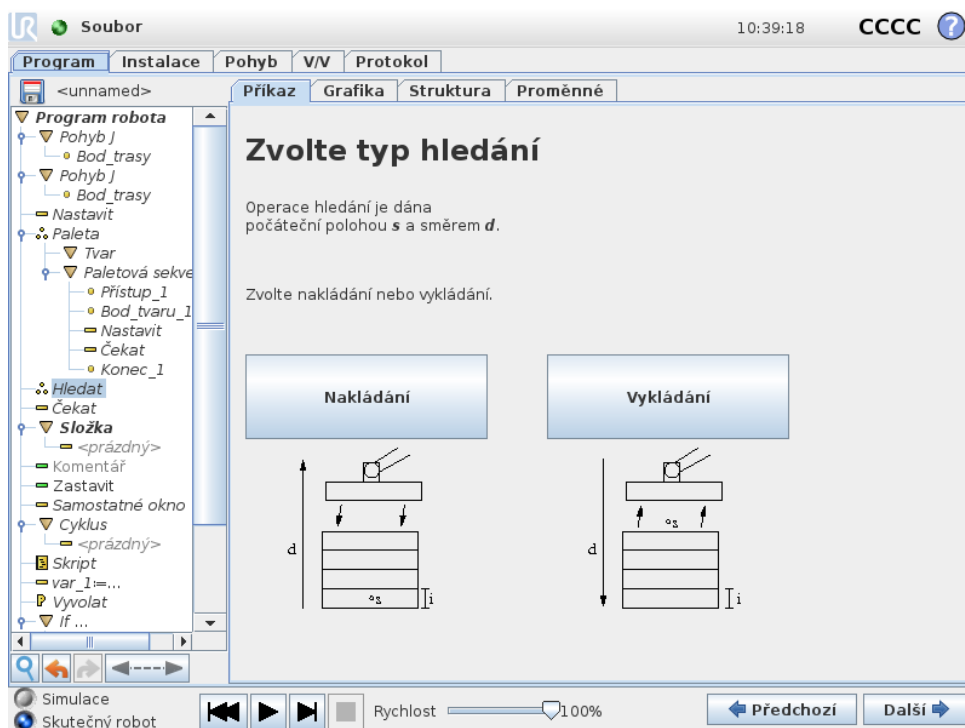 UR Soubor 10:39:18 CCCC ?
Program Instalace Pohyb V/V Protokol
<unnamed> Příkaz Grafika Struktura Proměnné
Program robota
Pohyb J
Bod_trasy
Pohyb J
Bod_trasy
Nastavit
Paleta
Tvar
Paletová sekve
Přístup_1
Bod_tvaru_1
Nastavit
Čekat
Konec_1
Hledat
Čekat
Složka
<prázdný>
Komentář
Zastavit
Samostatné okno
Cyklus
<prázdný>
Skript
var_1:=...
Vyvolat
If ...
Zvolte typ hledání
Operace hledání je dána
počáteční polohou s a směrem d.
Zvolte nakládání nebo vykládání.
Nakládání Vykládání
d s i
d s i
Simulace
Skutečný robot
Rychlost 100%
Předchozí Další